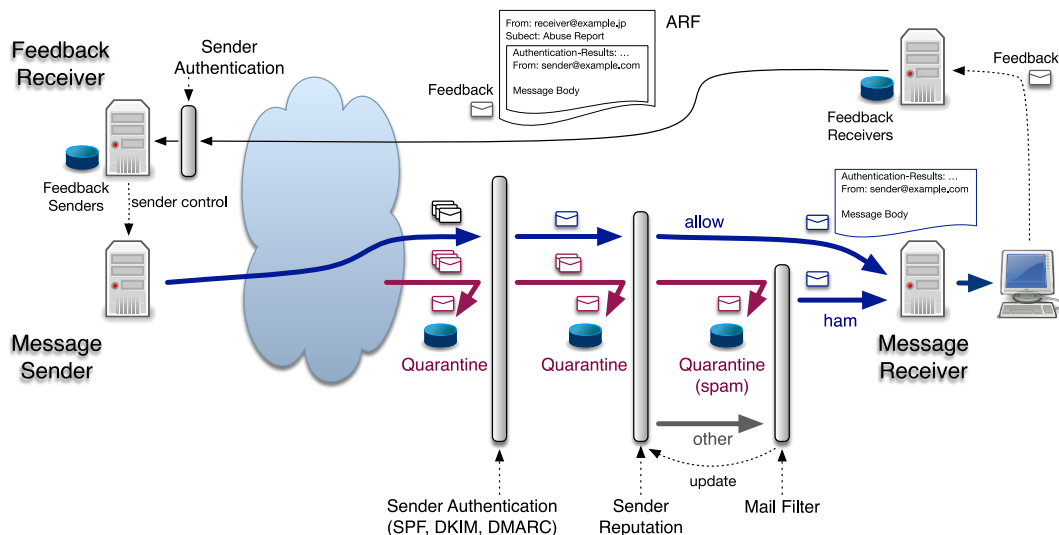 From: receiver@example.jp
Subect: Abuse Report
Authentication-Results: ...
From: sender@example.com
Message Body
ARF
Feedback
Receiver
Sender
Authentication
Feedback
Feedback
Receivers
Feedback
Feedback
Senders
sender control
Authentication-Results: ...
From: sender@example.com
Message Body
allow
ham
Message
Sender
Quarantine
Quarantine
Quarantine
(spam)
Message
Receiver
other
update
Sender Authentication
(SPF, DKIM, DMARC)
Sender
Reputation
Mail Filter